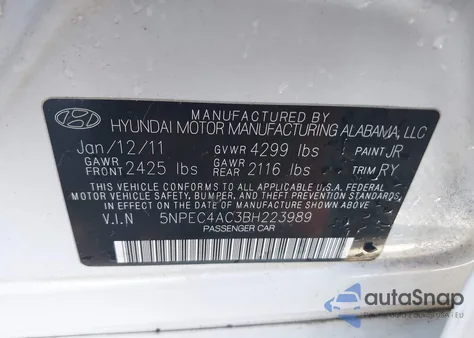 MANUFACTURED BY
HYUNDAI MOTOR MANUFACTURING ALABAMA, LLC
Jan/12/11 GVWR 4299 lbs PAINT JR
GAWR FRONT 2425 lbs GAWR REAR 2116 lbs TRIM RY
THIS VEHICLE CONFORMS TO ALL APPLICABLE U.S.A. FEDERAL
MOTOR VEHICLE SAFETY, BUMPER, AND THEFT PREVENTION STANDARDS
IN EFFECT ON THE DATE OF MANUFACTURE SHOWN ABOVE.
V.I.N 5NPEC4AC3BH223989
PASSENGER CAR
autoSnap